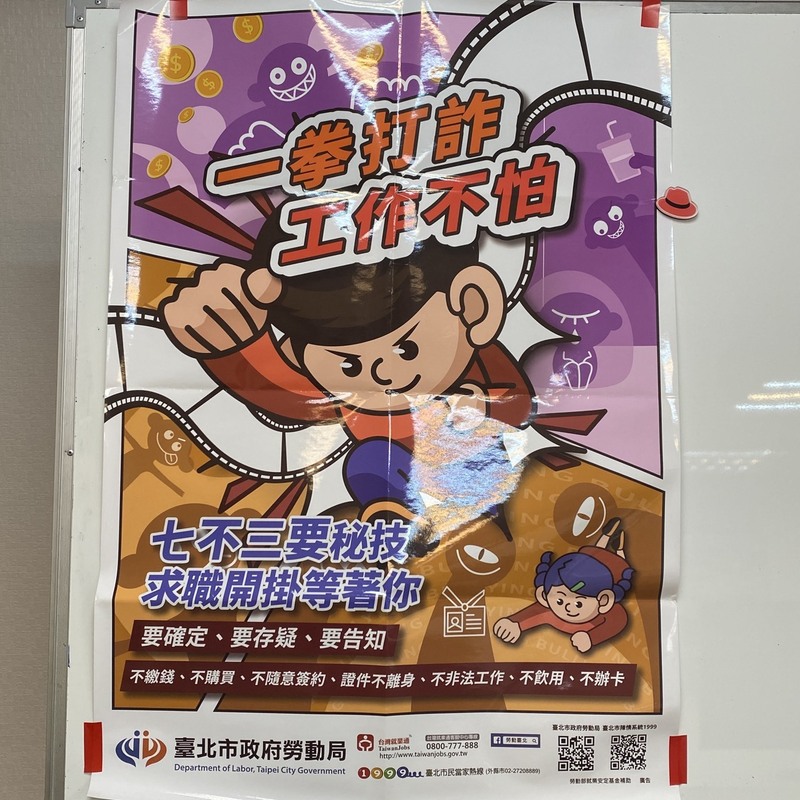 一拳打詐
工作不怕
七不三要秘技
求職開掛等著你
要確定、要存疑、要告知
不繳錢、不購買、不隨意簽約、證件不離身、不非法工作、不飲用、不辦卡
臺北市政府勞動局
Department of Labor, Taipei City Government
台灣就業通
TaiwanJobs
0800-777-888
http://www.taiwanjobs.gov.tw
勞動臺北
1999 臺北市民當家熱線 (外縣市02-27208889)
臺北市政府勞動局 臺北市陳情系統1999
勞動部就業安定基金補助 廣告